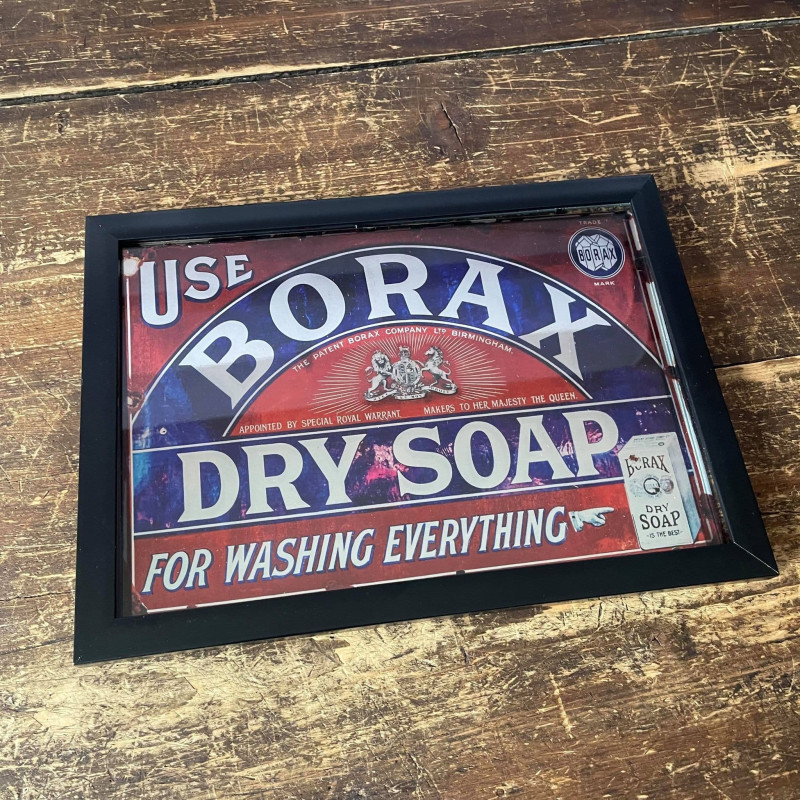 USE
BORAX
TRADE
BORAX
MARK
THE PATENT BORAX COMPANY LTD BIRMINGHAM.
APPOINTED BY SPECIAL ROYAL WARRANT. MAKERS TO HER MAJESTY THE QUEEN.
DRY SOAP
FOR WASHING EVERYTHING
BORAX
DRY
SOAP
-IS THE BEST-